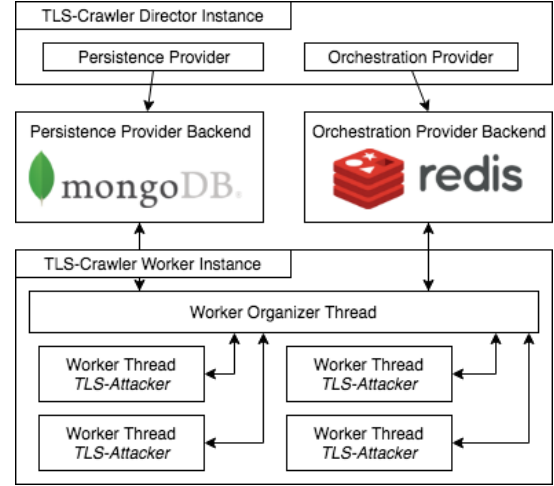 TLS-Crawler Director Instance
Persistence Provider
Orchestration Provider
Persistence Provider Backend
mongoDB.
Orchestration Provider Backend
redis
TLS-Crawler Worker Instance
Worker Organizer Thread
Worker Thread
TLS-Attacker
Worker Thread
TLS-Attacker
Worker Thread
TLS-Attacker
Worker Thread
TLS-Attacker